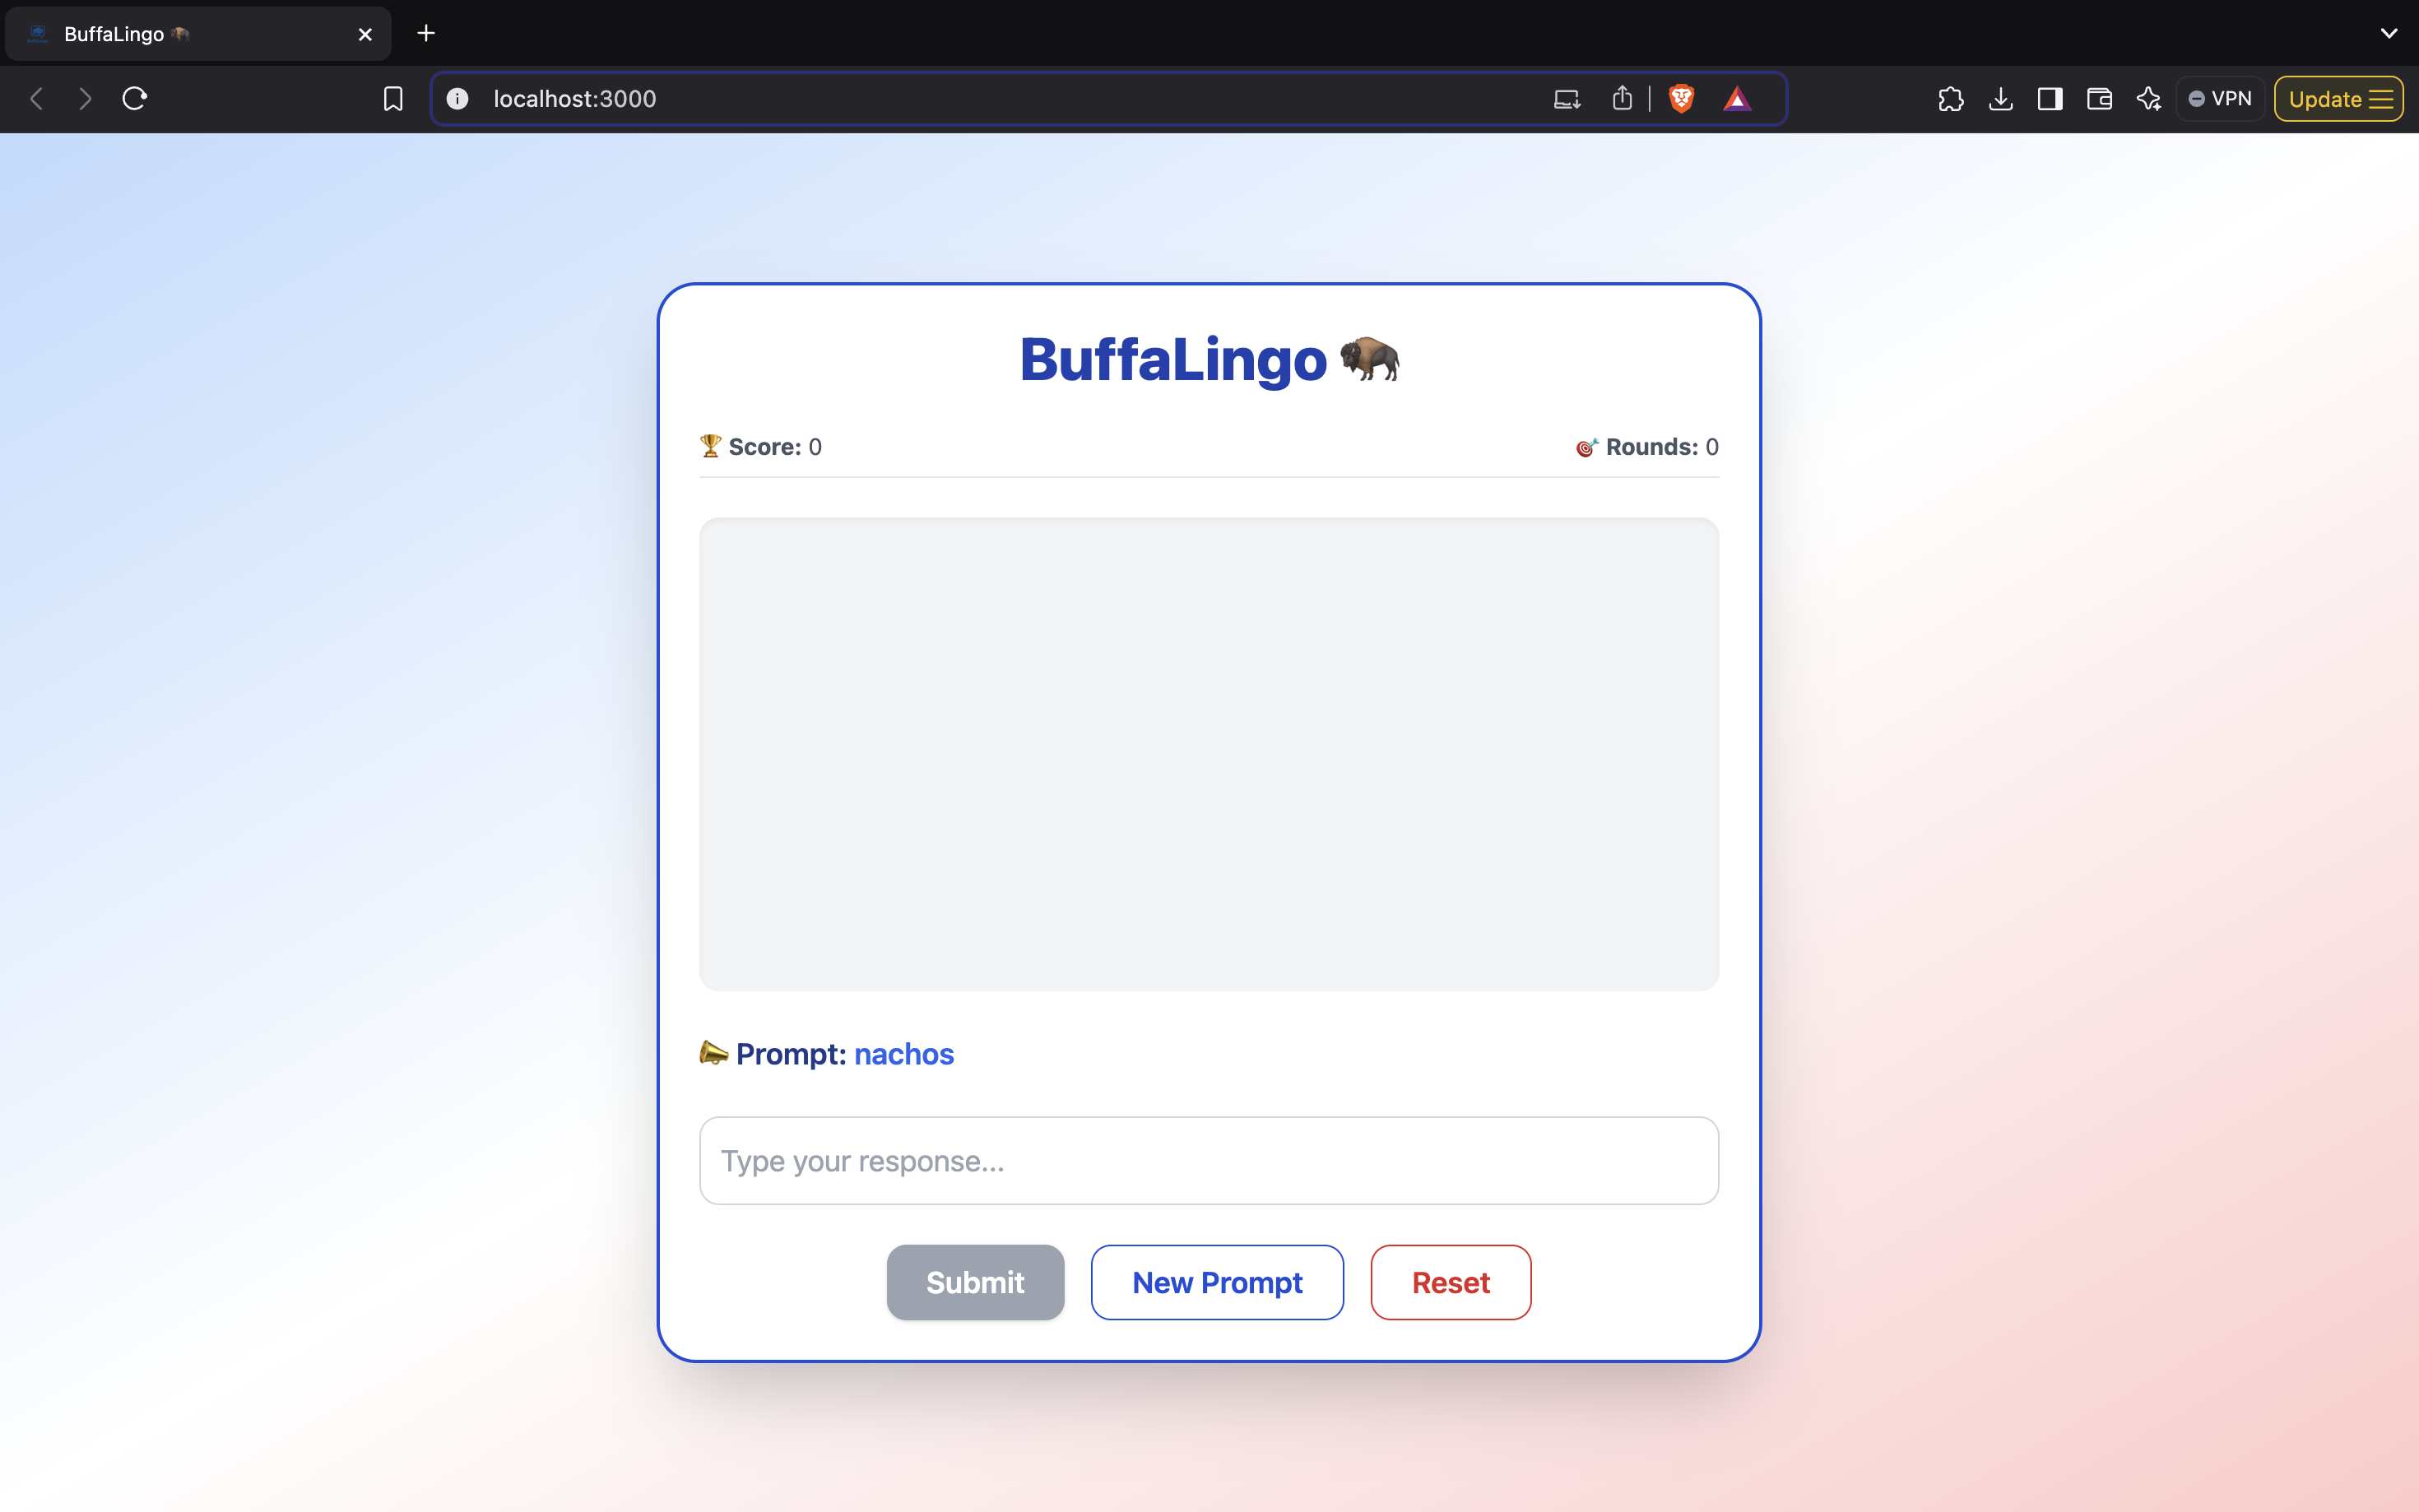 BuffaLingo 🦬
localhost:3000
VPN
Update
BuffaLingo 🦬
🏆 Score: 0
🎯 Rounds: 0
📣 Prompt: nachos
Type your response...
Submit
New Prompt
Reset